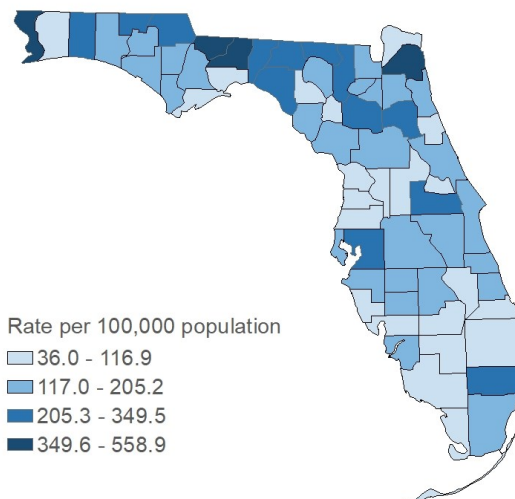 Rate per 100,000 population
36.0 - 116.9
117.0 - 205.2
205.3 - 349.5
349.6 - 558.9